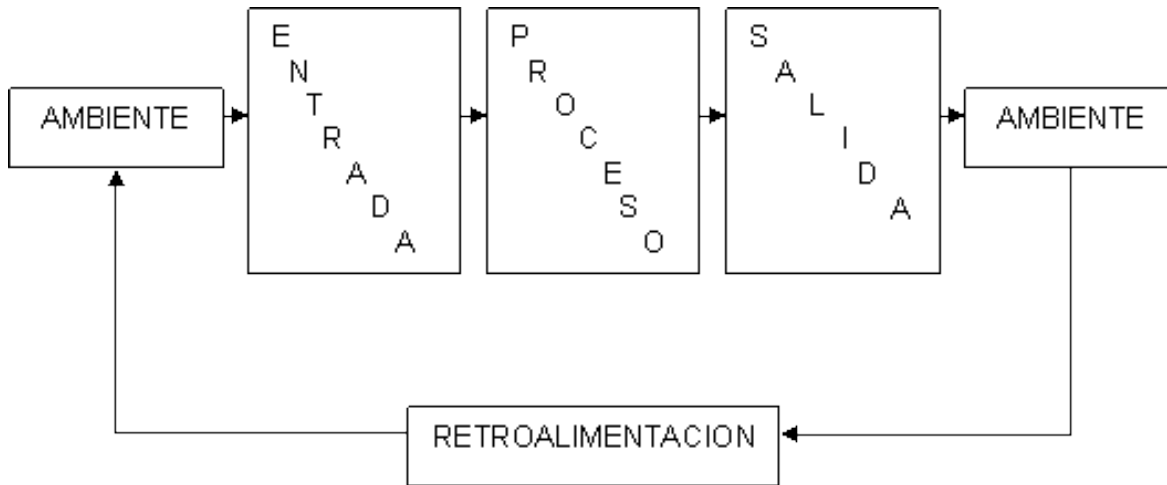 AMBIENTE
ENTRADA
PROCESO
SALIDA
AMBIENTE
RETROALIMENTACION